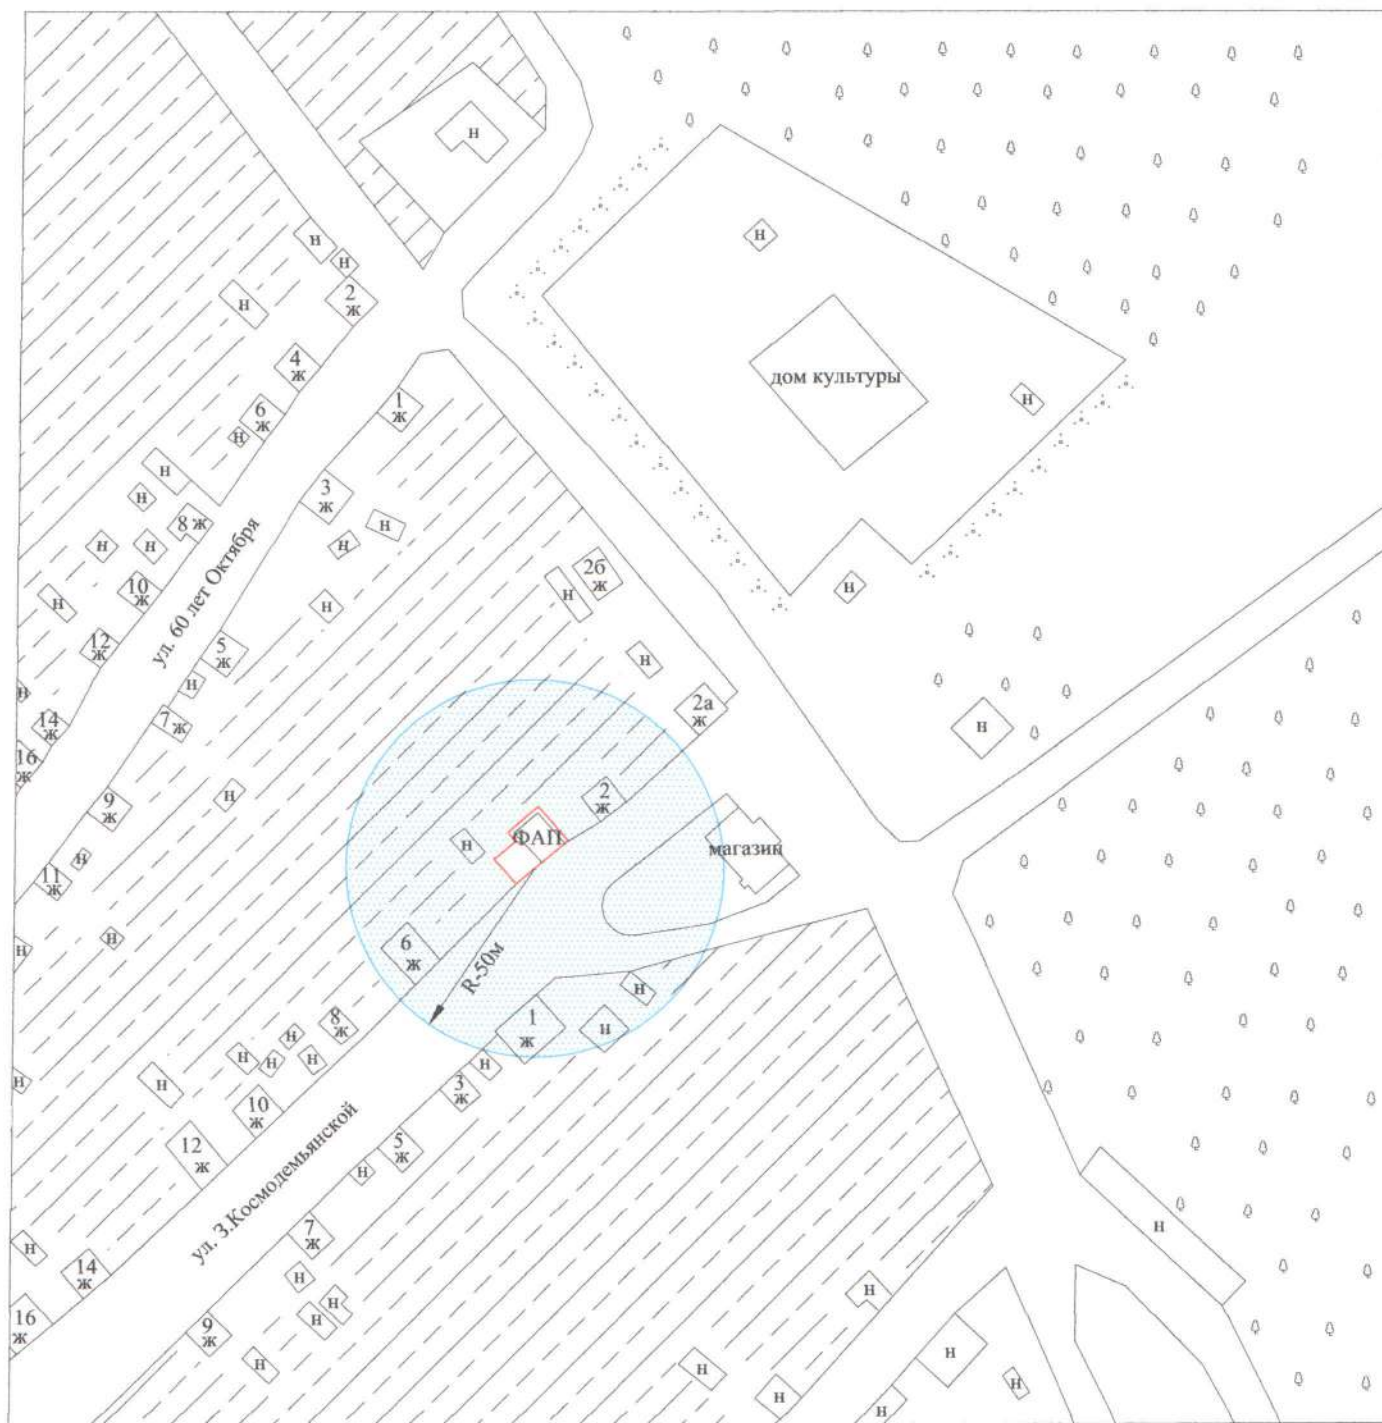 н
н
н
2
ж
н
н
4
ж
6
ж
н
1
ж
дом культуры
н
3
ж
н
н
н
н
8 ж
н
н
10
ж
н
ул. 60 лет Октября
12
ж
н
5
ж
н
7 ж
н
14
ж
16
ж
9
ж
н
н
11
ж
н
н
2б
ж
н
н
н
2а
ж
н
2
ж
ФАП
н
магазин
6
ж
R-50м
н
1
ж
н
н
3
ж
8
ж
н
н
н
н
н
н
10
ж
12
ж
5
ж
н
ул. З.Космодемьянской
7
ж
н
н
н
н
14
ж
16
ж
9
ж
н
н
н
н
н
н
н
н